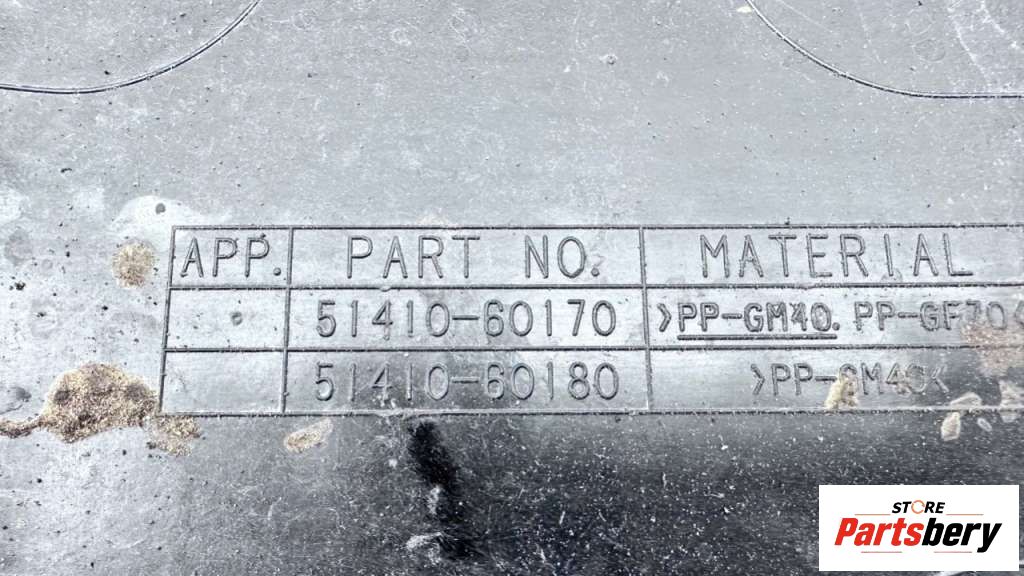 APP. PART NO. MATERIAL
51410-60170 >PP-GM40. PP-GF70<
51410-60180 >PP-GM40<
STORE
Partsbery